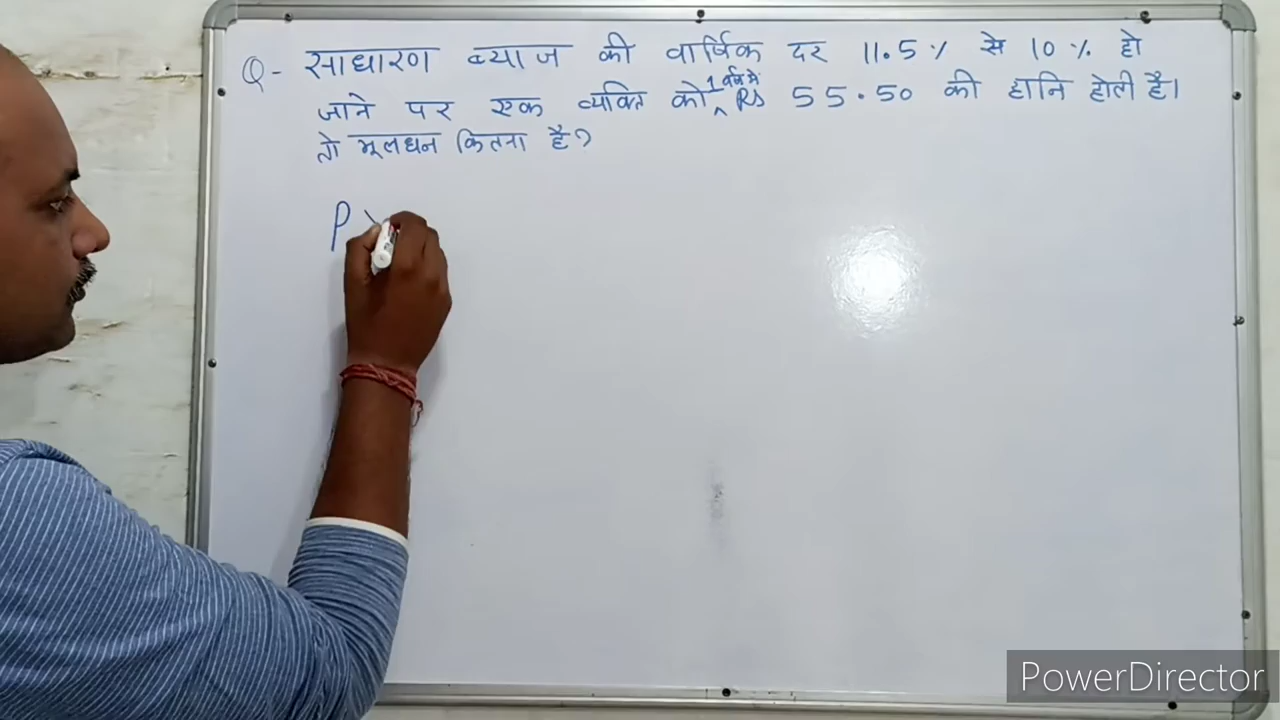 Q- साधारण ब्याज की वार्षिक दर 11.5% से 10% हो
जाने पर एक व्यक्ति को 1 वर्ष में Rs 55.50 की हानि होती है।
तो मूलधन कितना है?
P
PowerDirector